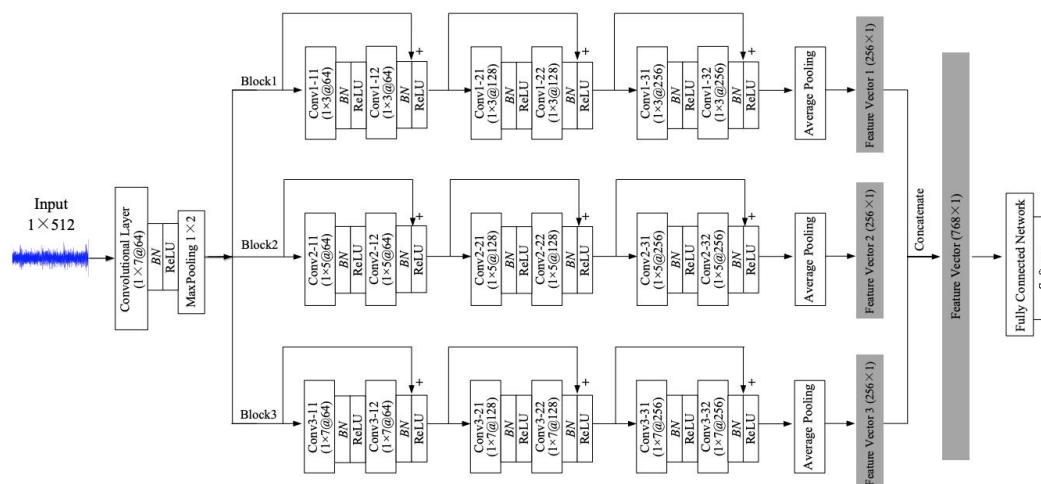 Input
1×512
Convolutional Layer
(1×7@64)
BN
ReLU
MaxPooling 1×2
Block1
Conv1-11
(1×3@64)
BN
ReLU
Conv1-12
(1×3@64)
BN
ReLU
+
Conv1-21
(1×3@128)
BN
ReLU
Conv1-22
(1×3@128)
BN
ReLU
+
Conv1-31
(1×3@256)
BN
ReLU
Conv1-32
(1×3@256)
BN
ReLU
+
Average Pooling
Feature Vector 1 (256×1)
Block2
Conv2-11
(1×5@64)
BN
ReLU
Conv2-12
(1×5@64)
BN
ReLU
+
Conv2-21
(1×5@128)
BN
ReLU
Conv2-22
(1×5@128)
BN
ReLU
+
Conv2-31
(1×5@256)
BN
ReLU
Conv2-32
(1×5@256)
BN
ReLU
+
Average Pooling
Feature Vector 2 (256×1)
Block3
Conv3-11
(1×7@64)
BN
ReLU
Conv3-12
(1×7@64)
BN
ReLU
+
Conv3-21
(1×7@128)
BN
ReLU
Conv3-22
(1×7@128)
BN
ReLU
+
Conv3-31
(1×7@256)
BN
ReLU
Conv3-32
(1×7@256)
BN
ReLU
+
Average Pooling
Feature Vector 3 (256×1)
Concatenate
Feature Vector (768×1)
Fully Connected Network